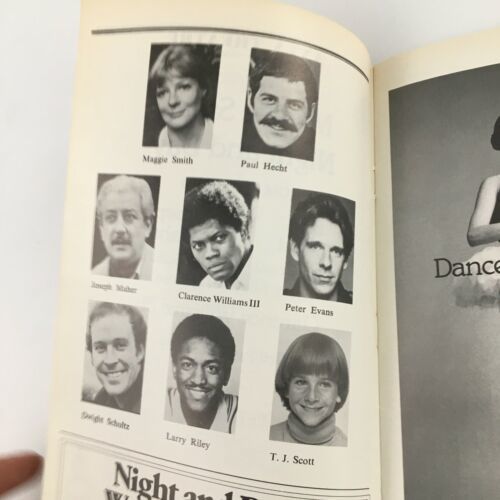 Maggie Smith
Paul Hecht
Joseph Maher
Clarence Williams III
Peter Evans
Dwight Schultz
Larry Riley
T. J. Scott
Night and
Dance